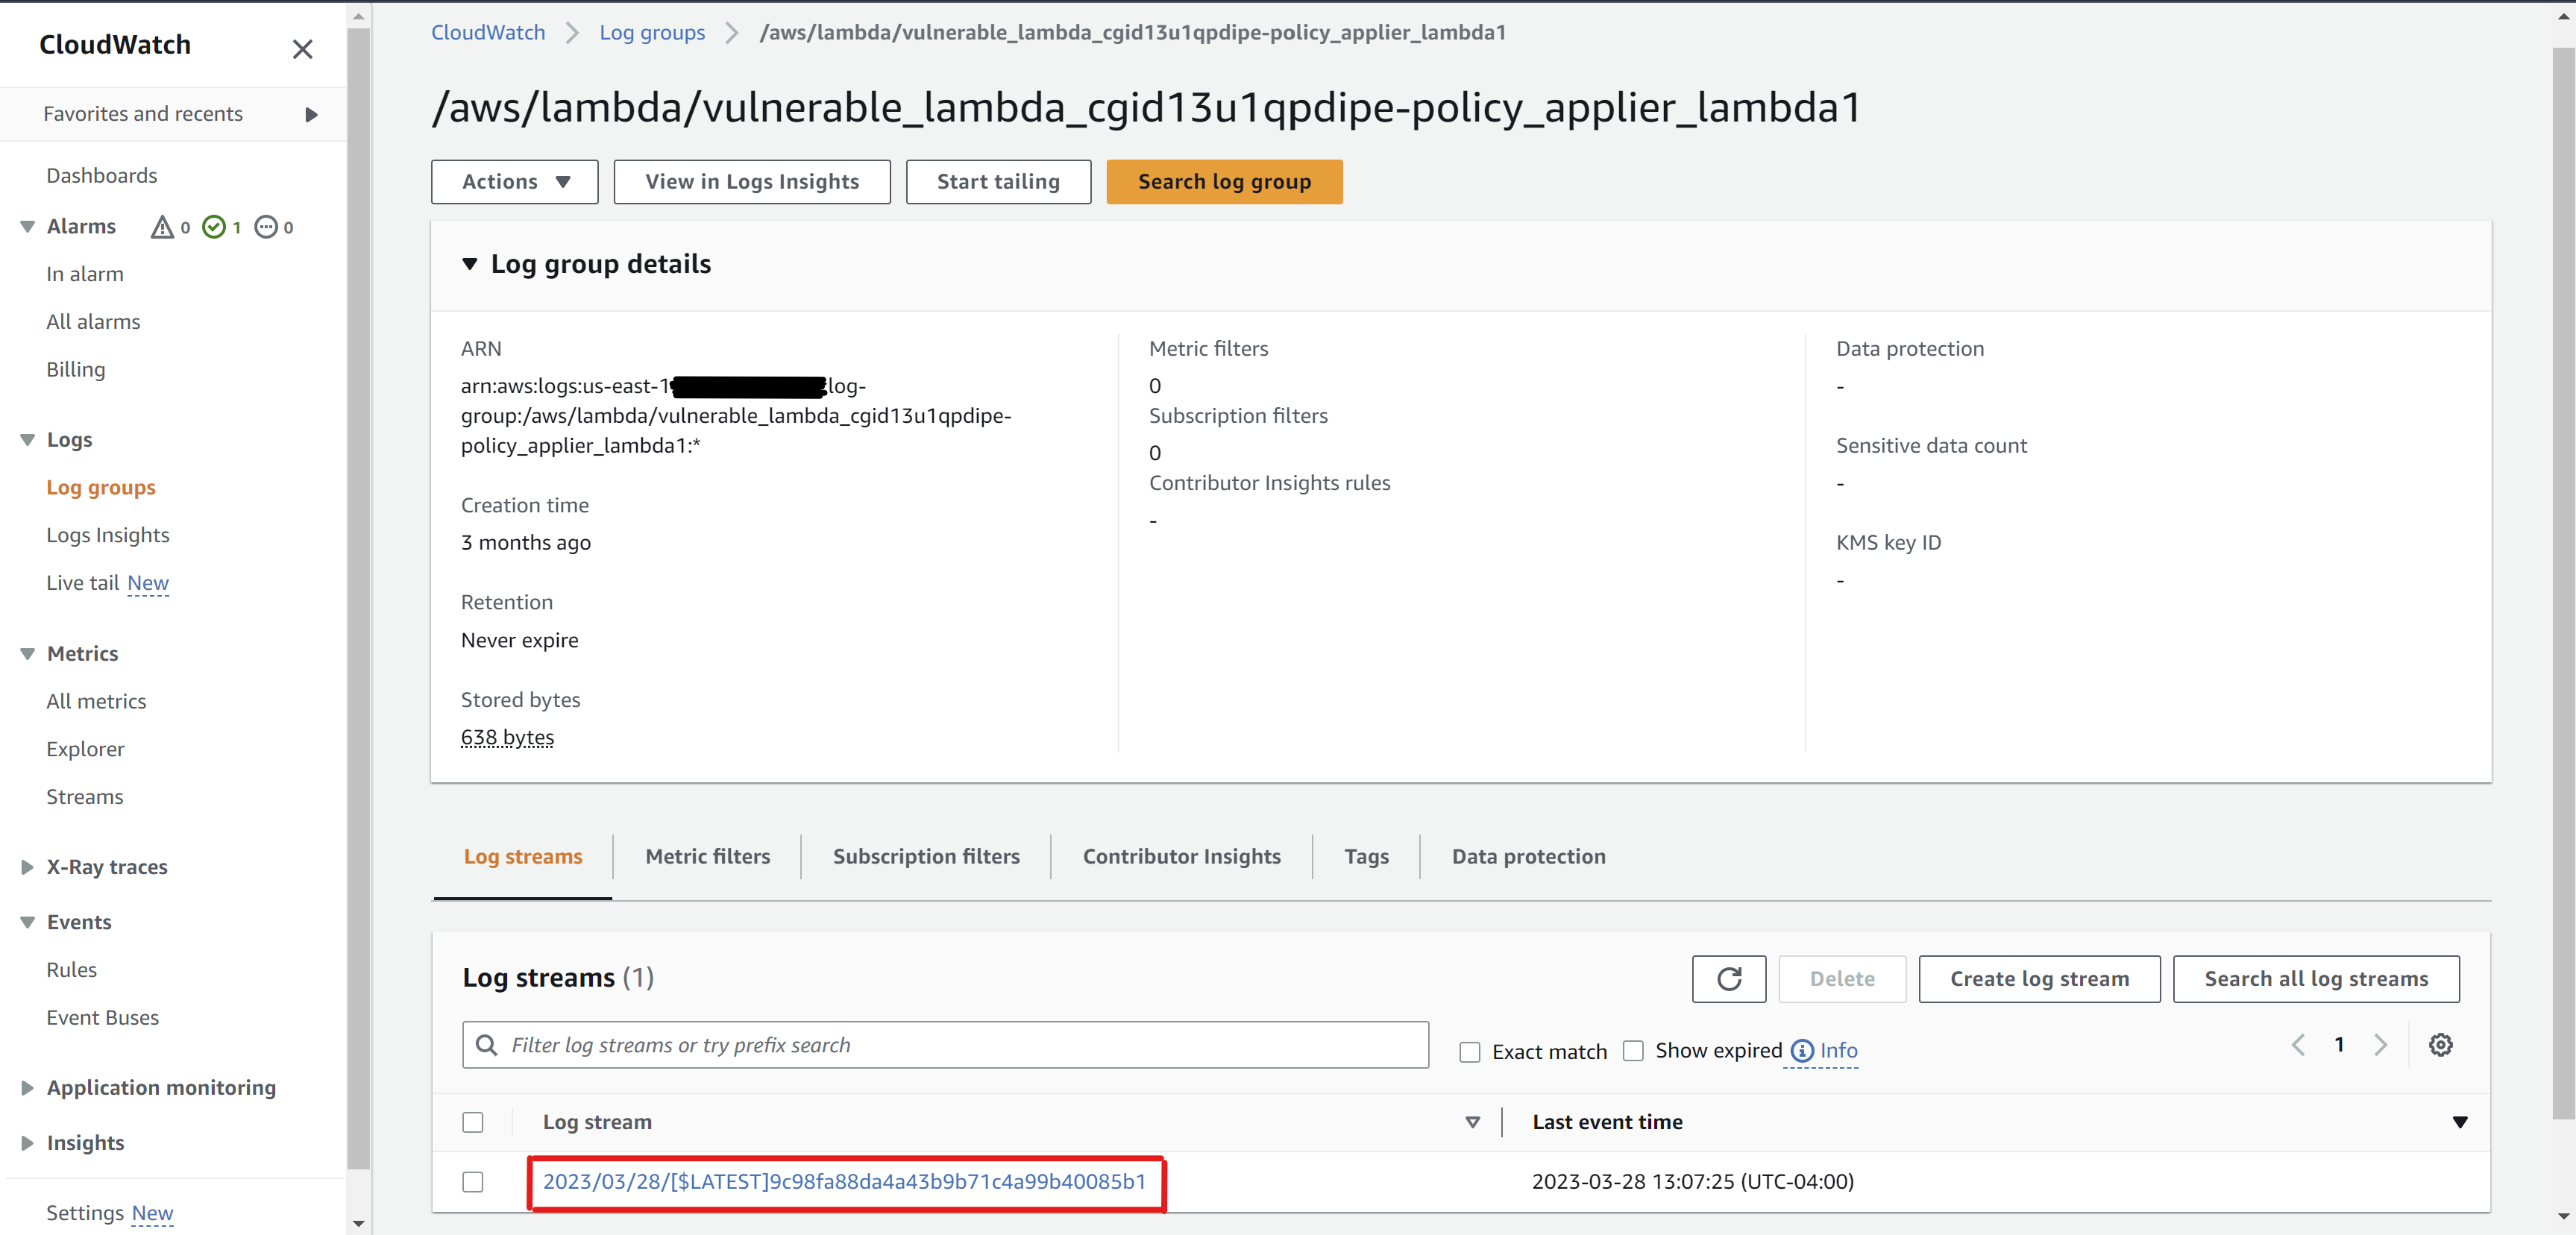 CloudWatch
Favorites and recents
Dashboards
Alarms 0 1 0
In alarm
All alarms
Billing
Logs
Log groups
Logs Insights
Live tail New
Metrics
All metrics
Explorer
Streams
X-Ray traces
Events
Rules
Event Buses
Application monitoring
Insights
Settings New
CloudWatch Log groups /aws/lambda/vulnerable_lambda_cgid13u1qpdipe-policy_applier_lambda1
/aws/lambda/vulnerable_lambda_cgid13u1qpdipe-policy_applier_lambda1
Actions View in Logs Insights Start tailing Search log group
Log group details
ARN
arn:aws:logs:us-east-1 log-
group:/aws/lambda/vulnerable_lambda_cgid13u1qpdipe-
policy_applier_lambda1:*
Creation time
3 months ago
Retention
Never expire
Stored bytes
638 bytes
Metric filters
0
Subscription filters
0
Contributor Insights rules
-
Data protection
-
Sensitive data count
-
KMS key ID
-
Log streams Metric filters Subscription filters Contributor Insights Tags Data protection
Log streams (1)
Delete Create log stream Search all log streams
Filter log streams or try prefix search Exact match Show expired Info 1
Log stream Last event time
2023/03/28/[$LATEST]9c98fa88da4a43b9b71c4a99b40085b1 2023-03-28 13:07:25 (UTC-04:00)